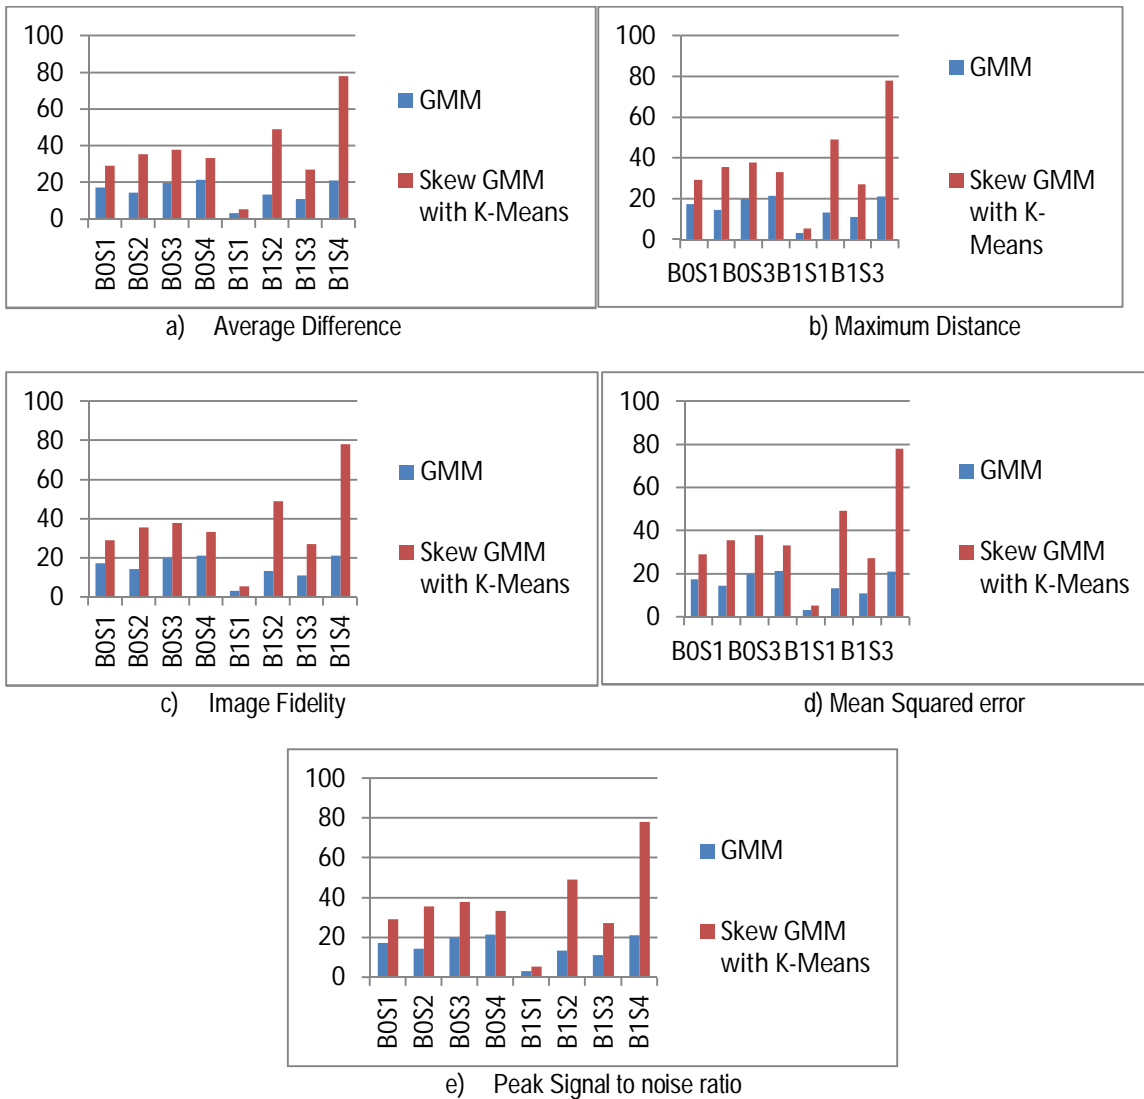 100
80
60
40
20
0
B0S1
B0S2
B0S3
B0S4
B1S1
B1S2
B1S3
B1S4
GMM
Skew GMM
with K-Means
a) Average Difference
100
80
60
40
20
0
B0S1 B0S3 B1S1 B1S3
GMM
Skew GMM
with K-
Means
b) Maximum Distance
100
80
60
40
20
0
B0S1
B0S2
B0S3
B0S4
B1S1
B1S2
B1S3
B1S4
GMM
Skew GMM
with K-Means
c) Image Fidelity
100
80
60
40
20
0
B0S1 B0S3 B1S1 B1S3
GMM
Skew GMM
with K-Means
d) Mean Squared error
100
80
60
40
20
0
B0S1
B0S2
B0S3
B0S4
B1S1
B1S2
B1S3
B1S4
GMM
Skew GMM
with K-Means
e) Peak Signal to noise ratio